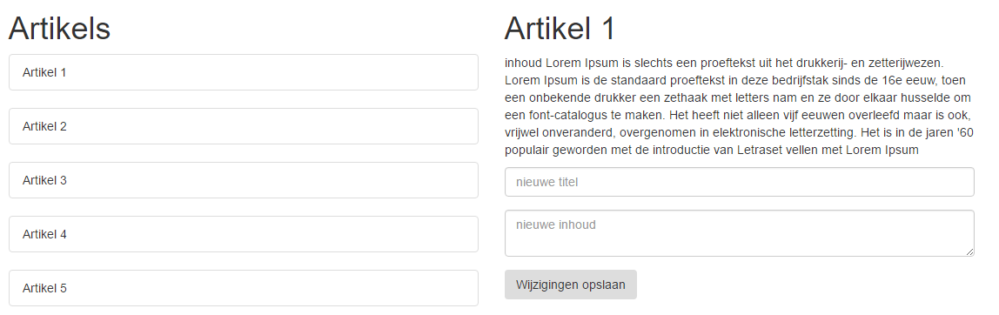 Artikels
Artikel 1
Artikel 2
Artikel 3
Artikel 4
Artikel 5
Artikel 1
inhoud Lorem Ipsum is slechts een proeftekst uit het drukkerij- en zetterijwezen.
Lorem Ipsum is de standaard proeftekst in deze bedrijfstak sinds de 16e eeuw, toen
een onbekende drukker een zethaak met letters nam en ze door elkaar husselde om
een font-catalogus te maken. Het heeft niet alleen vijf eeuwen overleefd maar is ook,
vrijwel onveranderd, overgenomen in elektronische letterzetting. Het is in de jaren '60
populair geworden met de introductie van Letraset vellen met Lorem Ipsum
nieuwe titel
nieuwe inhoud
Wijzigingen opslaan